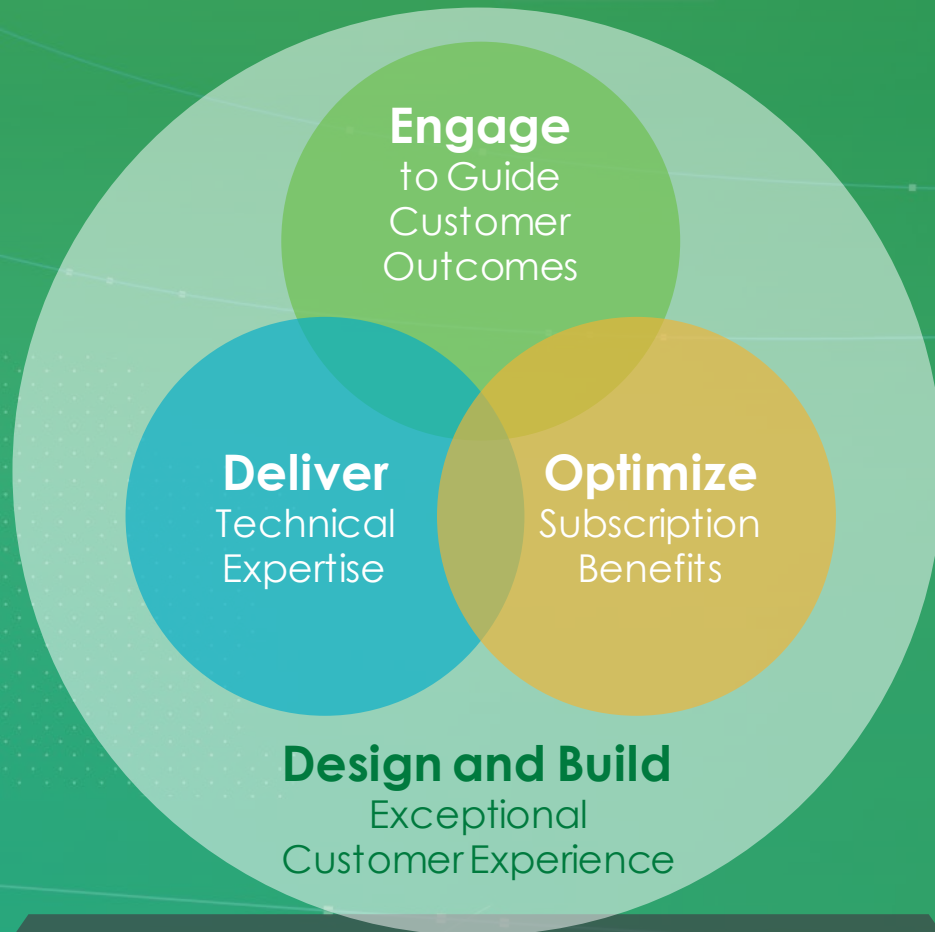 Engage
to Guide
Customer
Outcomes
Deliver
Technical
Expertise
Optimize
Subscription
Benefits
Design and Build
Exceptional
Customer Experience